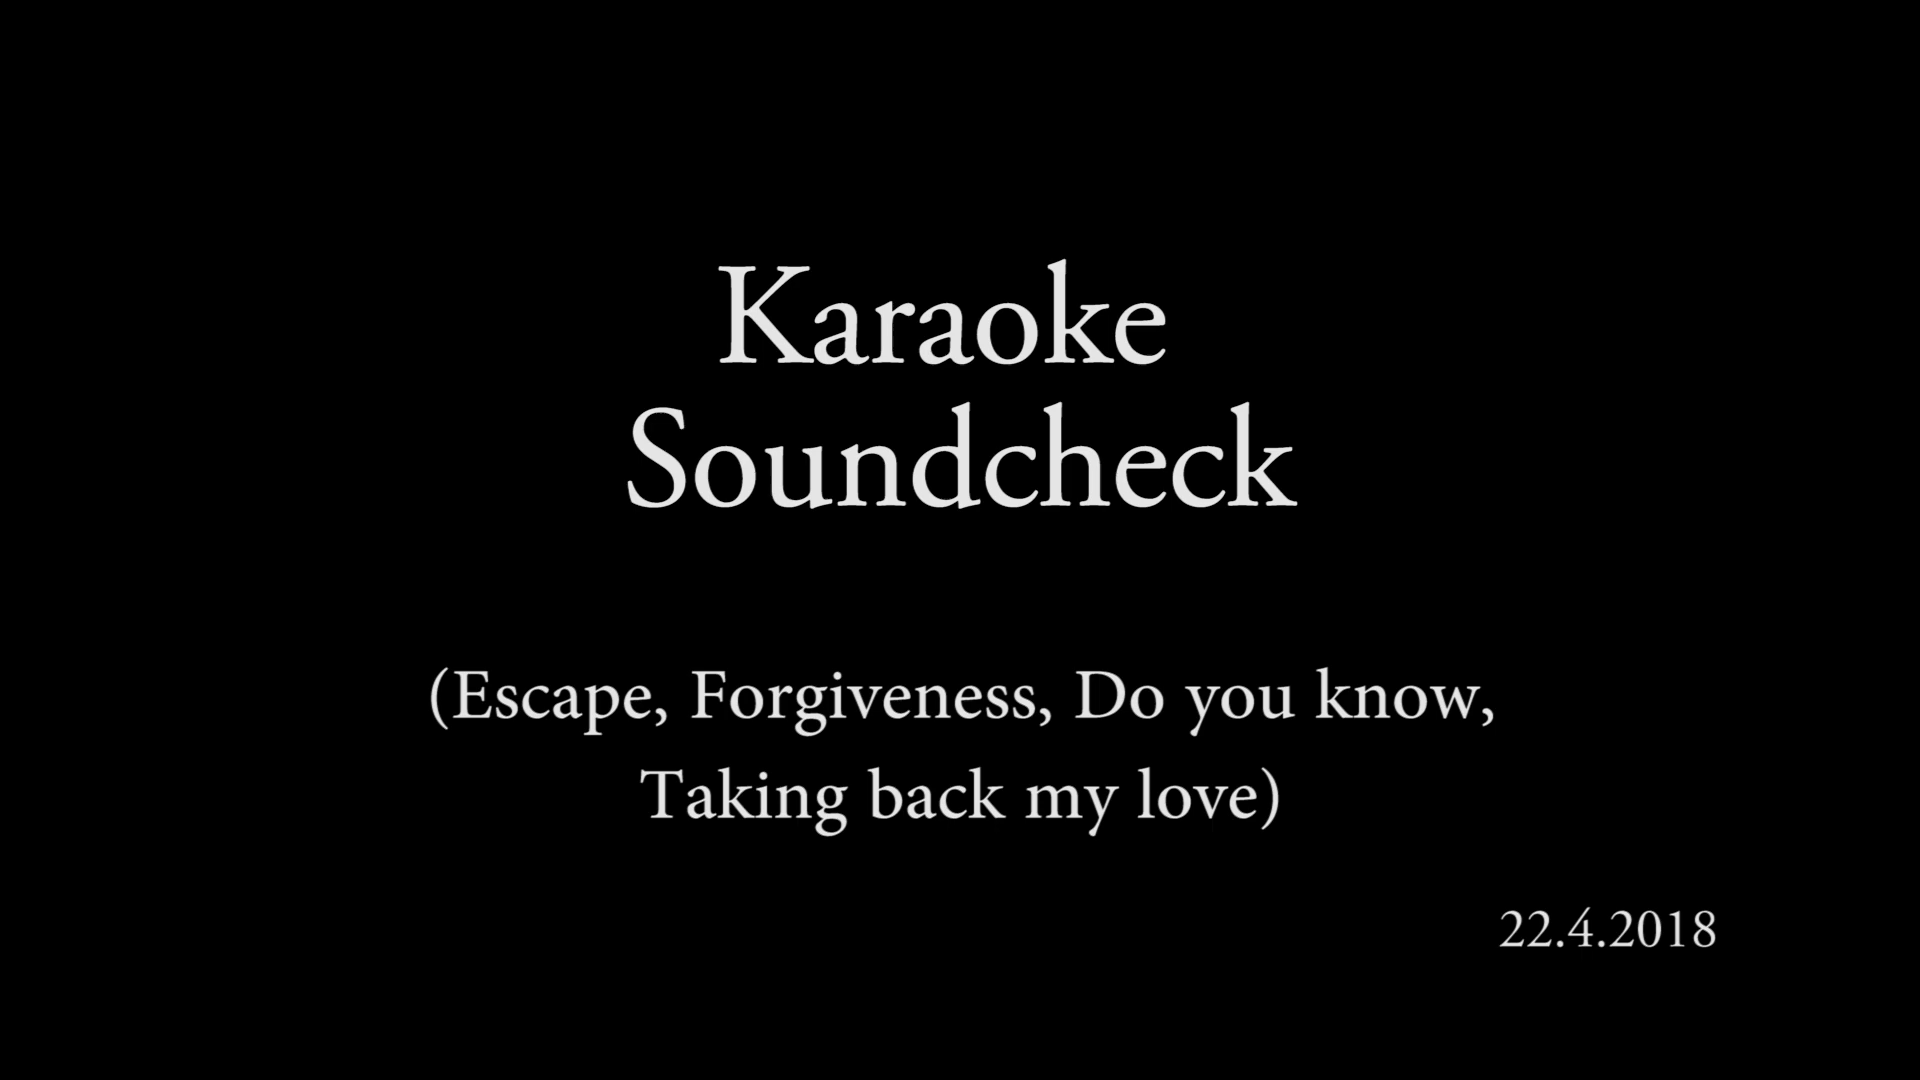 Karaoke
Soundcheck
(Escape, Forgiveness, Do you know,
Taking back my love)
22.4.2018